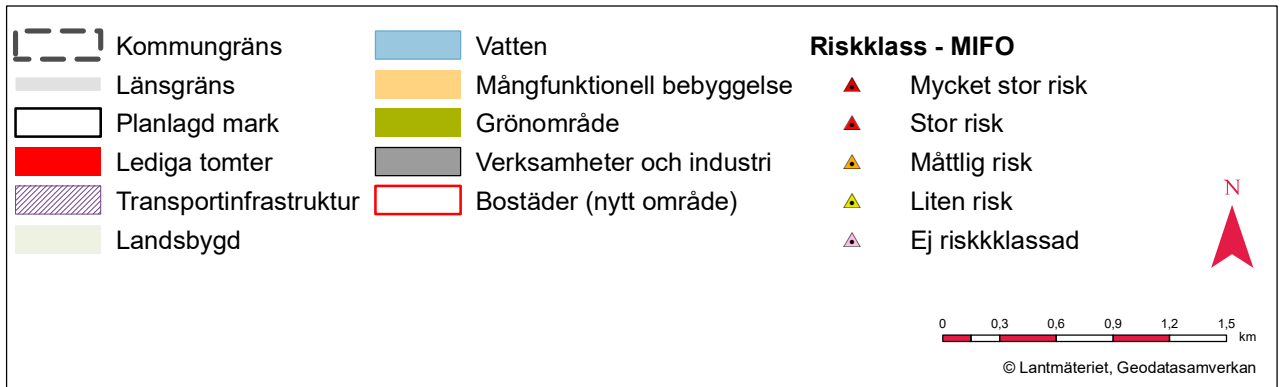 Kommungräns
Länsgräns
Planlagd mark
Lediga tomter
Transportinfrastruktur
Landsbygd
Vatten
Mångfunktionell bebyggelse
Grönområde
Verksamheter och industri
Bostäder (nytt område)
Riskklass - MIFO
Mycket stor risk
Stor risk
Måttlig risk
Liten risk
Ej riskkklassad
N
0 0,3 0,6 0,9 1,2 1,5
km
© Lantmäteriet, Geodatasamverkan